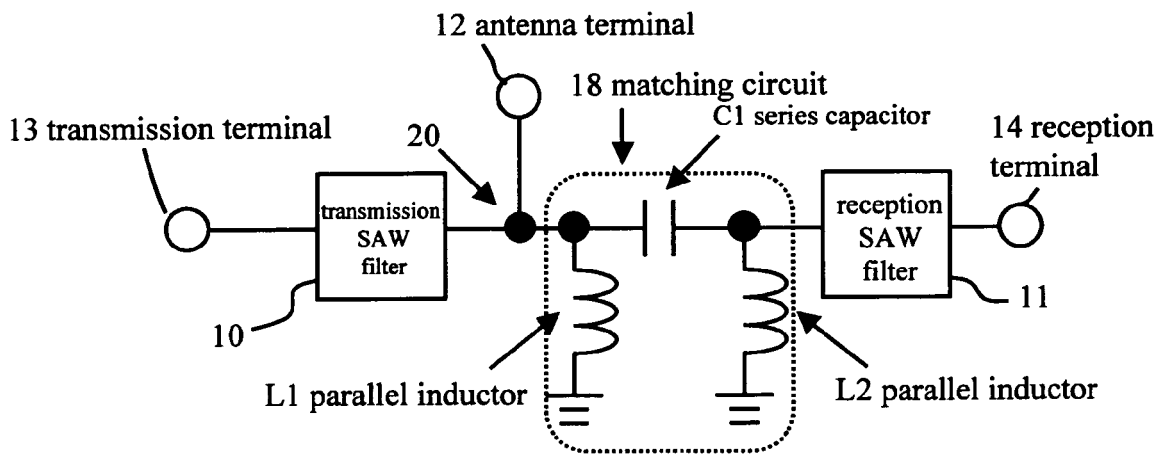 12 antenna terminal
18 matching circuit
C1 series capacitor
13 transmission terminal
20
14 reception
terminal
transmission
SAW
filter
reception
SAW
filter
10
11
L1 parallel inductor
L2 parallel inductor